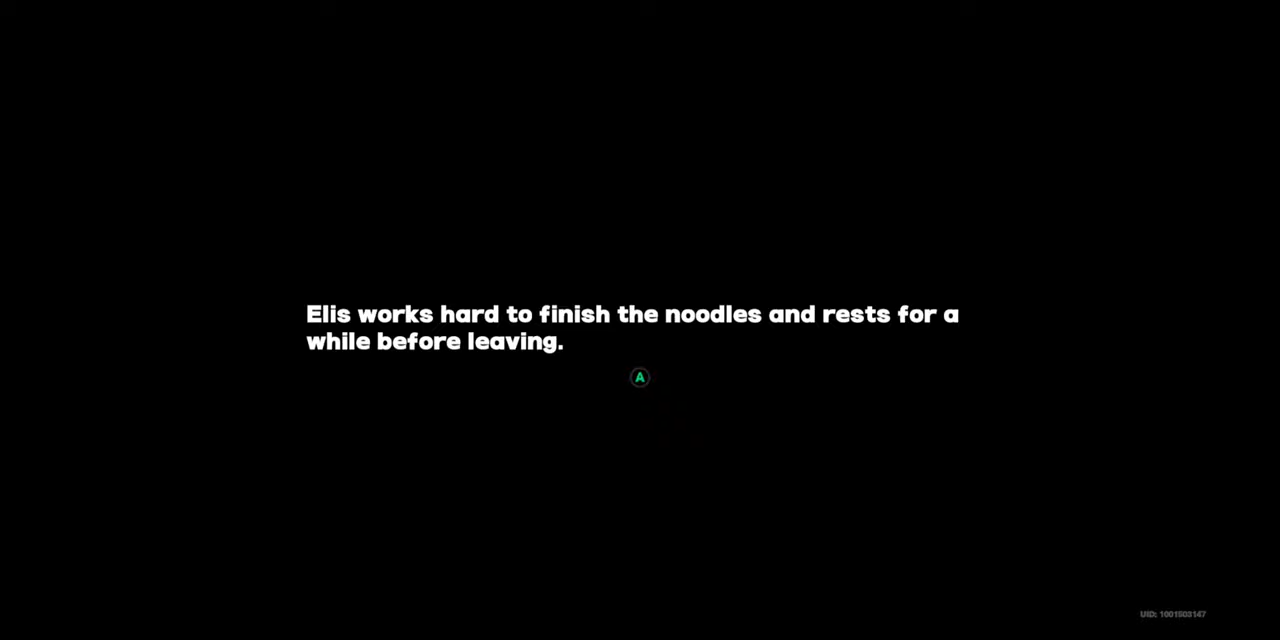 Elis works hard to finish the noodles and rests for a
while before leaving.
A
UID: 1001503147